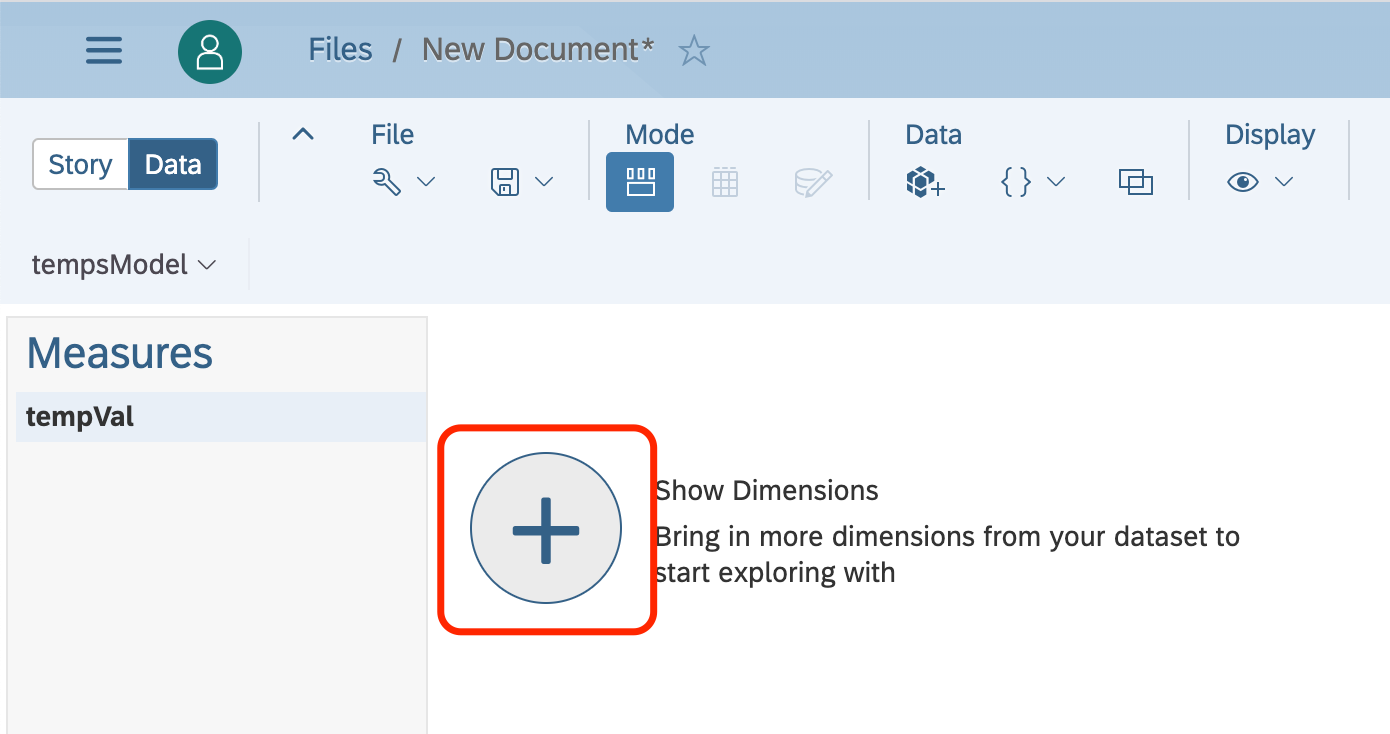 Files / New Document*
File Mode Data Display
Story Data
tempsModel
Measures
tempVal
Show Dimensions
Bring in more dimensions from your dataset to
start exploring with